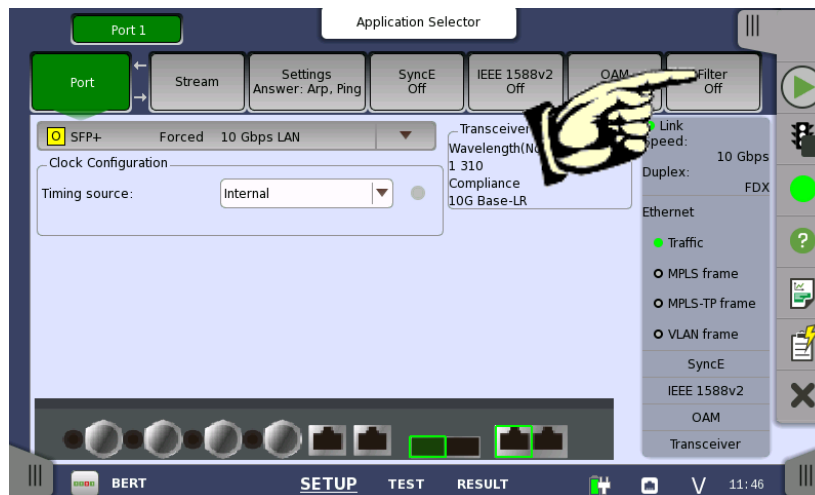 Port 1
Application Selector
Port
Stream
Settings
Answer: Arp, Ping
SyncE
Off
IEEE 1588v2
Off
OAM
Filter
Off
O SFP+ Forced 10 Gbps LAN
Clock Configuration
Timing source: Internal
Transceiver
1 310
Compliance
10G Base-LR
Link
10 Gbps
Duplex:
FDX
Ethernet
Traffic
MPLS frame
MPLS-TP frame
VLAN frame
SyncE
IEEE 1588v2
OAM
Transceiver
BERT
SETUP
TEST
RESULT
V
11:46